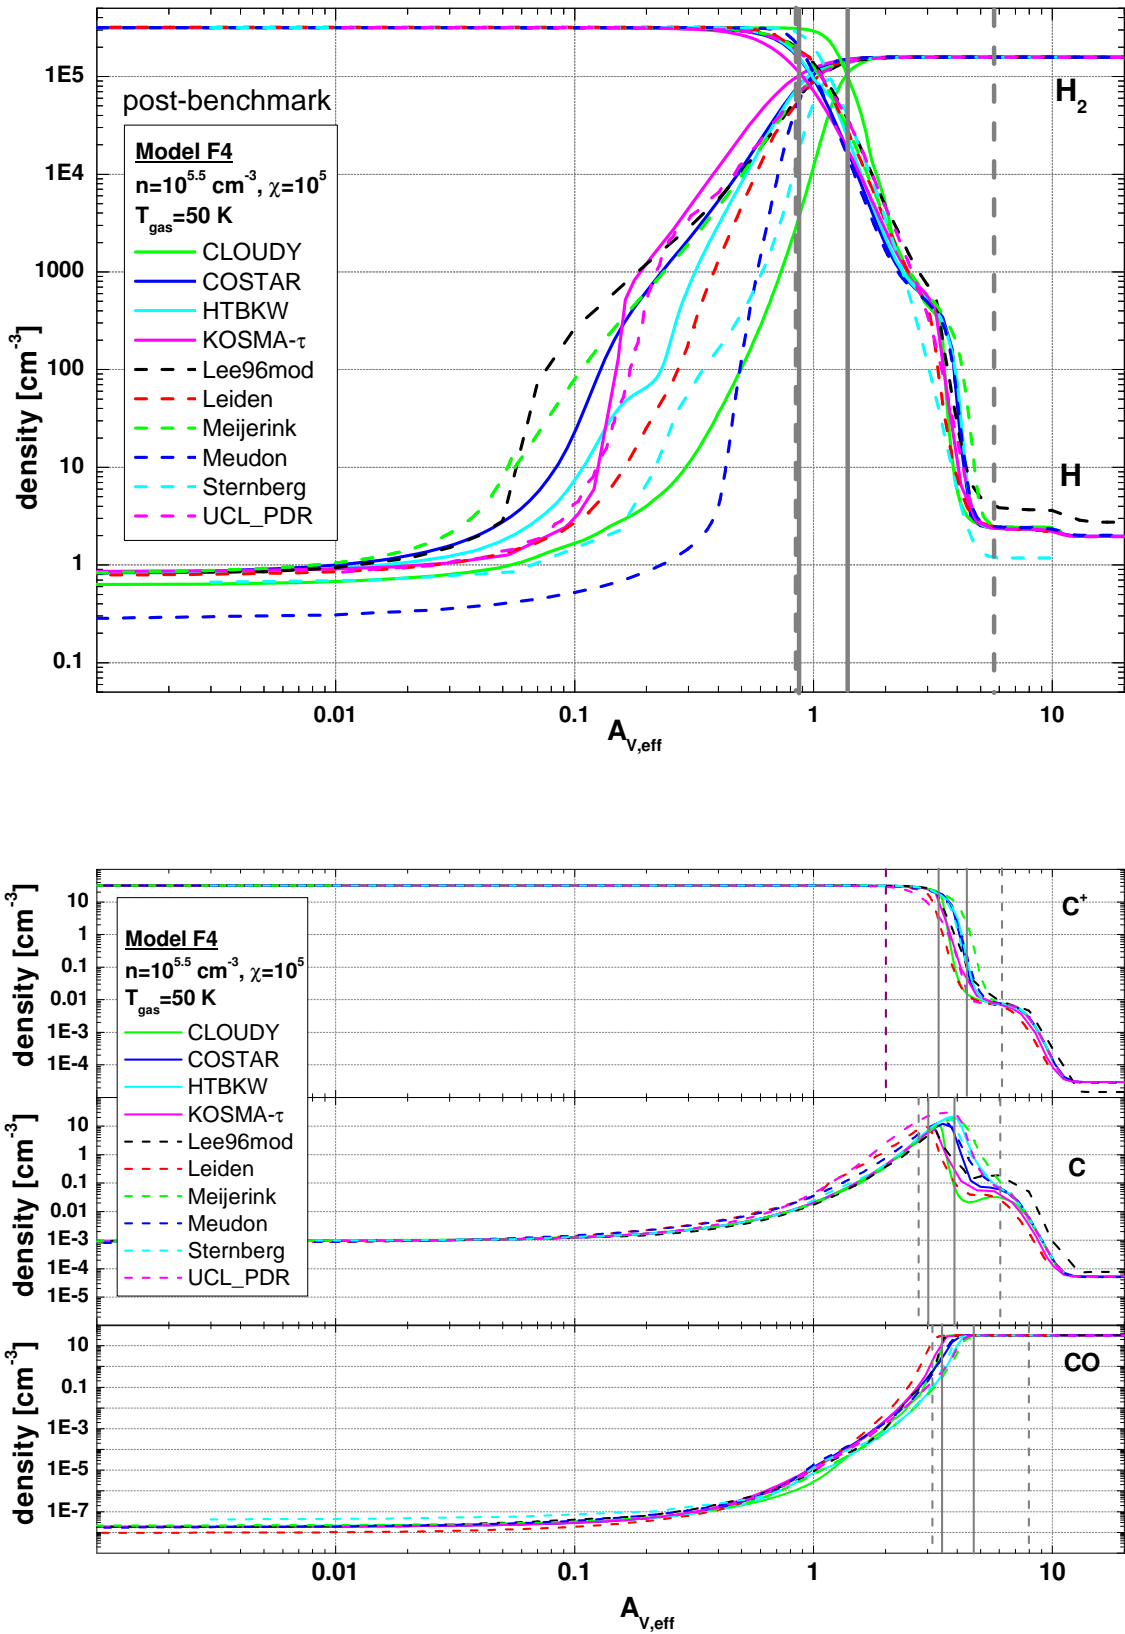 1E5
1E4
1000
100
10
1
0.1
density [cm⁻³]
post-benchmark
Model F4
n=10^5.5 cm⁻³, χ=10⁵
T_gas=50 K
CLOUDY
COSTAR
HTBKW
KOSMA-τ
Lee96mod
Leiden
Meijerink
Meudon
Sternberg
UCL_PDR
H₂
H
0.01
0.1
1
10
A_V,eff
10
1
0.1
0.01
1E-3
1E-4
density [cm⁻³]
C⁺
Model F4
n=10^5.5 cm⁻³, χ=10⁵
T_gas=50 K
CLOUDY
COSTAR
HTBKW
KOSMA-τ
Lee96mod
Leiden
Meijerink
Meudon
Sternberg
UCL_PDR
10
1
0.1
0.01
1E-3
1E-4
1E-5
density [cm⁻³]
C
10
0.1
1E-3
1E-5
1E-7
density [cm⁻³]
CO
0.01
0.1
1
10
A_V,eff